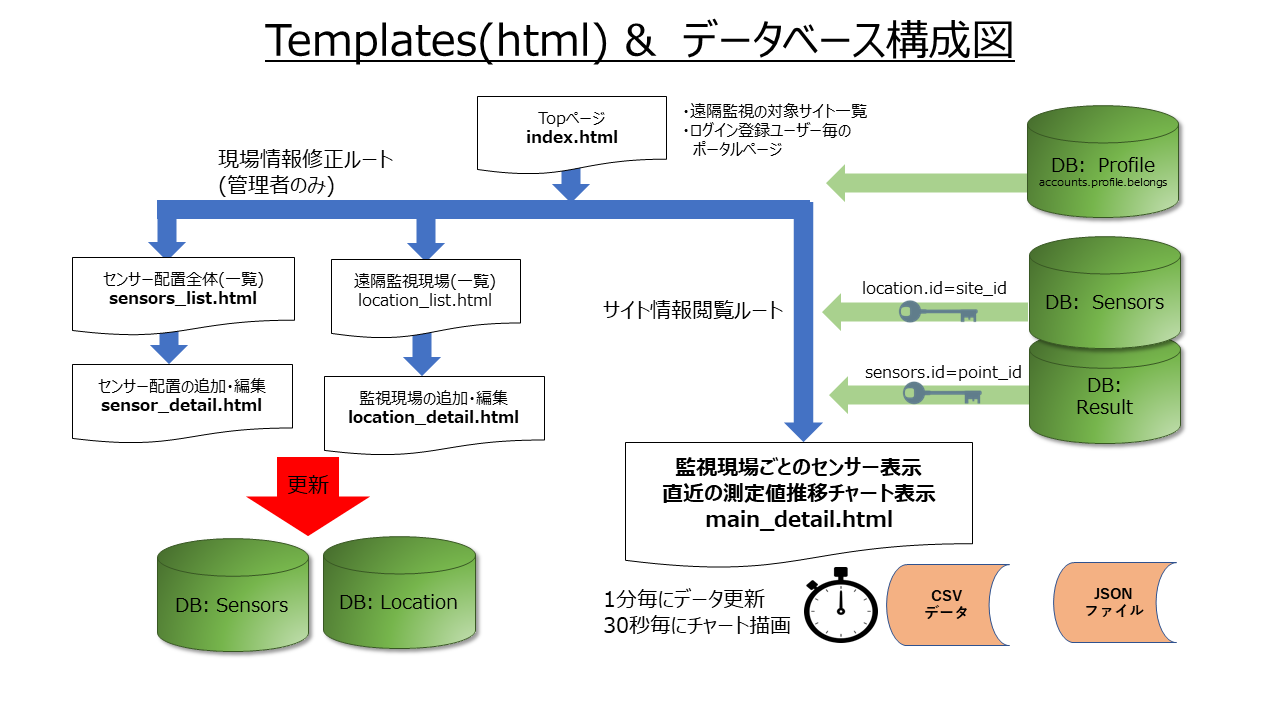 Templates(html) & データベース構成図
Topページ
index.html
・遠隔監視の対象サイト一覧
・ログイン登録ユーザー毎の
ポータルページ
DB: Profile
accounts.profile.belongs
現場情報修正ルート
(管理者のみ)
センサー配置全体(一覧)
sensors_list.html
遠隔監視現場(一覧)
location_list.html
サイト情報閲覧ルート
location.id=site_id
DB: Sensors
sensors.id=point_id
DB:
Result
センサー配置の追加・編集
sensor_detail.html
監視現場の追加・編集
location_detail.html
監視現場ごとのセンサー表示
直近の測定値推移チャート表示
main_detail.html
更新
DB: Sensors
DB: Location
1分毎にデータ更新
30秒毎にチャート描画
CSV
データ
JSON
ファイル